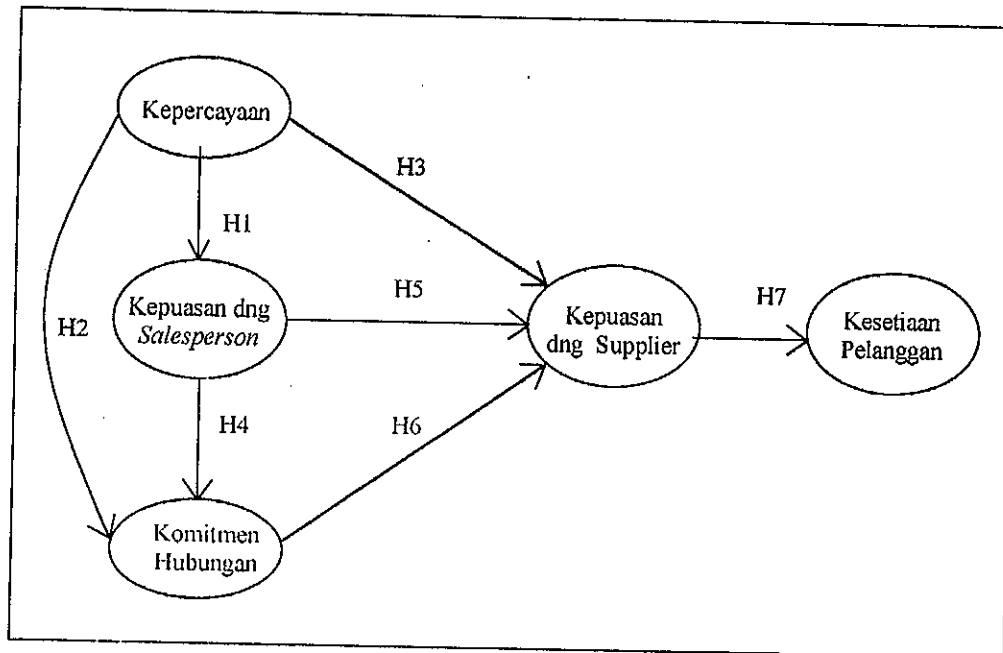 Kepercayaan
H3
H1
Kepuasan dng
Salesperson
H5
H2
Kepuasan
dng Supplier
H7
Kesetiaan
Pelanggan
H4
H6
Komitmen
Hubungan